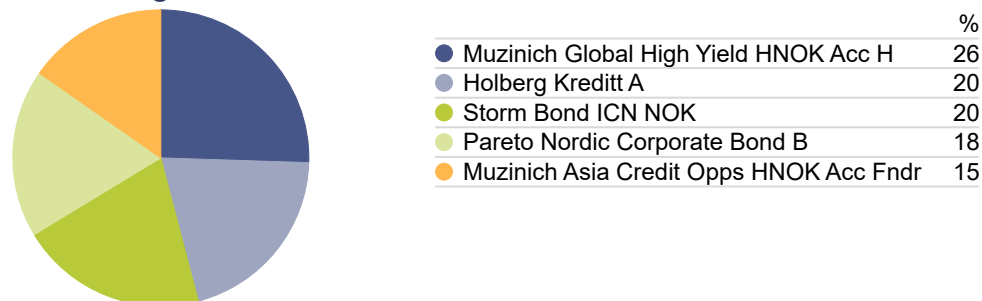 %
Muzinich Global High Yield HNOK Acc H 26
Holberg Kreditt A 20
Storm Bond ICN NOK 20
Pareto Nordic Corporate Bond B 18
Muzinich Asia Credit Opps HNOK Acc Fndr 15